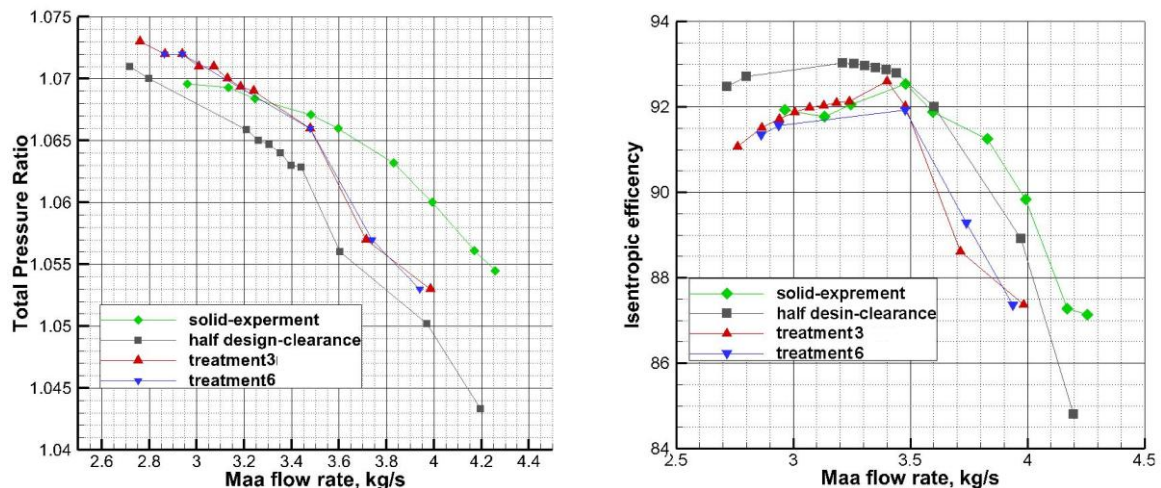 1.075
1.07
1.065
1.06
1.055
1.05
1.045
1.04
Total Pressure Ratio
solid-experment
half design-clearance
treatment3
treatment6
2.6 2.8 3 3.2 3.4 3.6 3.8 4 4.2 4.4
Maa flow rate, kg/s
94
92
90
88
86
84
Isentropic efficency
solid-exprement
half desin-clearance
treatment3
treatment6
2.5 3 3.5 4 4.5
Maa flow rate, kg/s